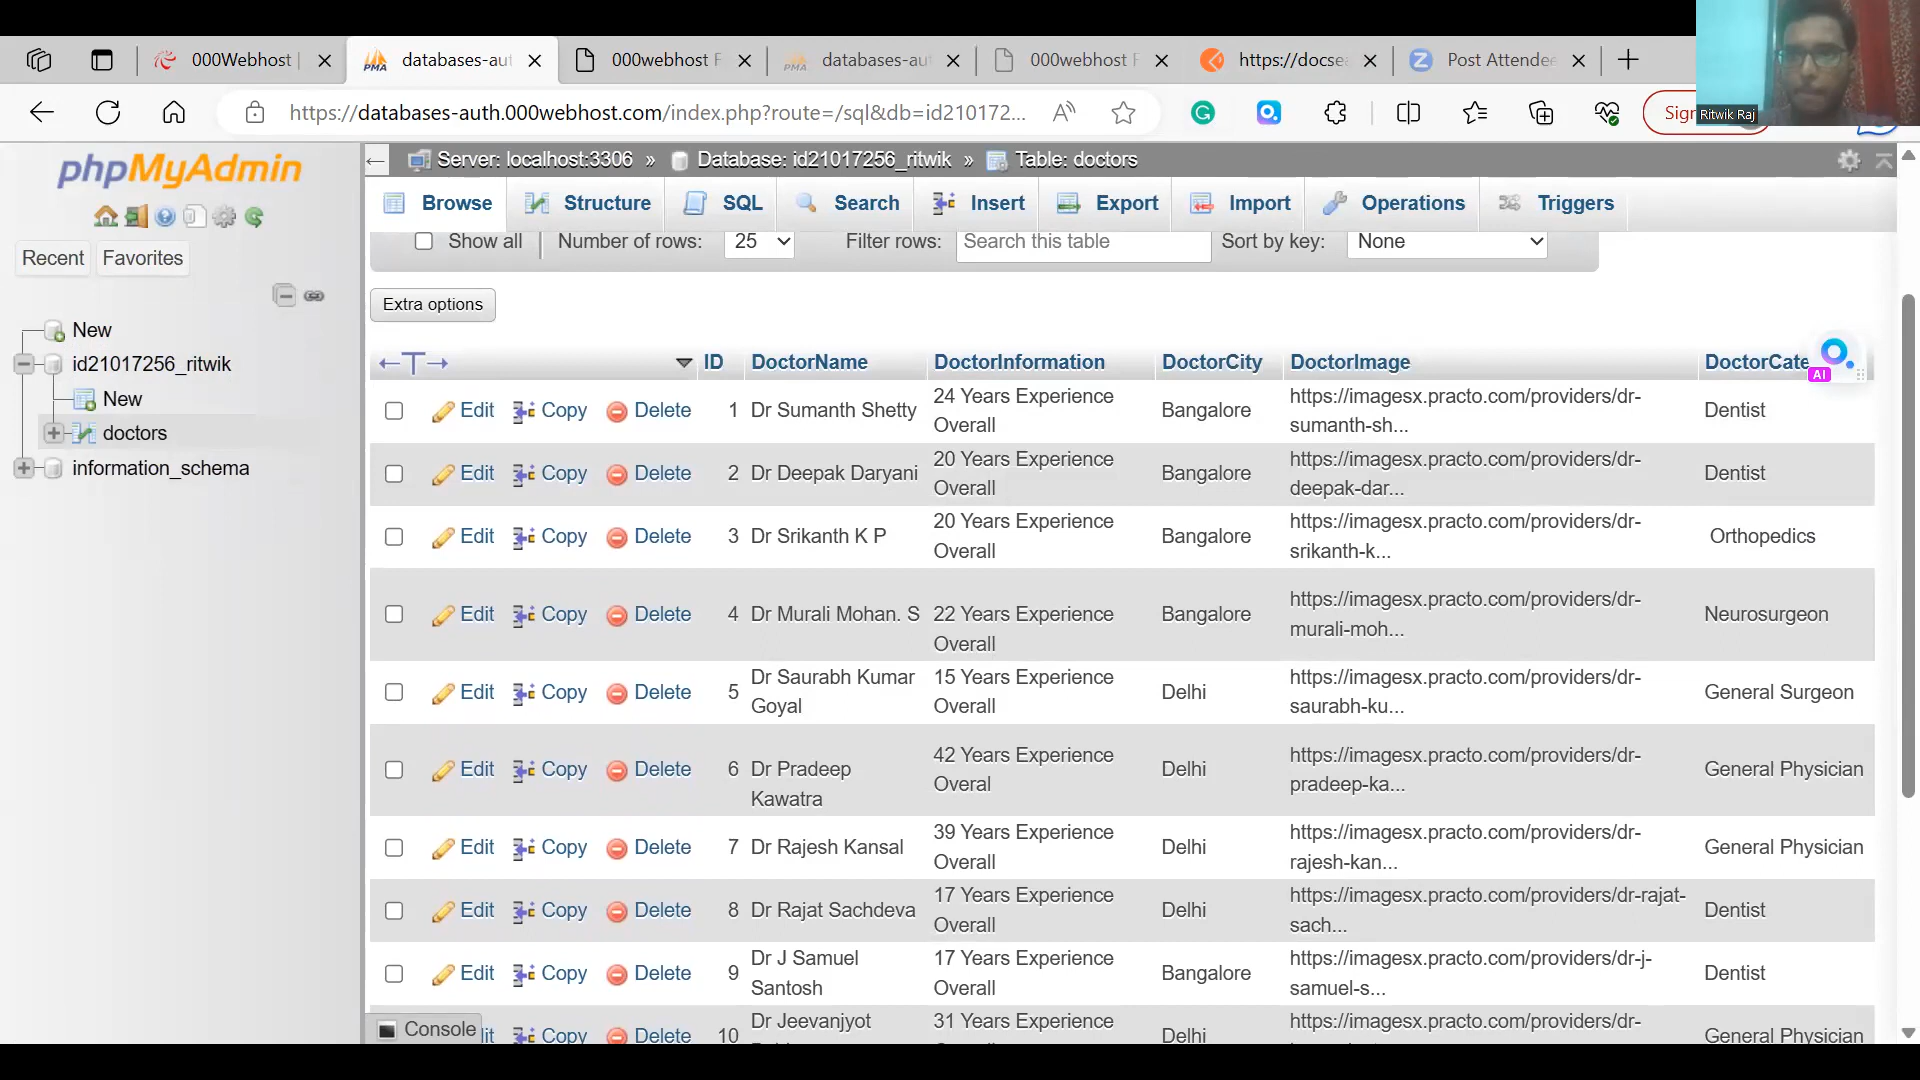 000Webhost
databases-aut
000webhost F
databases-aut
000webhost F
https://docsea
Post Attendee
https://databases-auth.000webhost.com/index.php?route=/sql&db=id210172...
Sign
Ritwik Raj
phpMyAdmin
Recent
Favorites
New
id21017256_ritwik
New
doctors
information_schema
Server: localhost:3306 » Database: id21017256_ritwik » Table: doctors
Browse Structure SQL Search Insert Export Import Operations Triggers
Show all Number of rows: 25 Filter rows: Search this table Sort by key: None
Extra options
ID DoctorName DoctorInformation DoctorCity DoctorImage DoctorCate
AI
Edit Copy Delete 1 Dr Sumanth Shetty 24 Years Experience Bangalore https://imagesx.practo.com/providers/dr- Dentist
Overall sumanth-sh...
Edit Copy Delete 2 Dr Deepak Daryani 20 Years Experience Bangalore https://imagesx.practo.com/providers/dr- Dentist
Overall deepak-dar...
Edit Copy Delete 3 Dr Srikanth K P 20 Years Experience Bangalore https://imagesx.practo.com/providers/dr- Orthopedics
Overall srikanth-k...
Edit Copy Delete 4 Dr Murali Mohan. S 22 Years Experience Bangalore https://imagesx.practo.com/providers/dr- Neurosurgeon
Overall murali-moh...
Edit Copy Delete 5 Dr Saurabh Kumar 15 Years Experience Delhi https://imagesx.practo.com/providers/dr- General Surgeon
Goyal Overall saurabh-ku...
Edit Copy Delete 6 Dr Pradeep 42 Years Experience Delhi https://imagesx.practo.com/providers/dr- General Physician
Kawatra Overal pradeep-ka...
Edit Copy Delete 7 Dr Rajesh Kansal 39 Years Experience Delhi https://imagesx.practo.com/providers/dr- General Physician
Overall rajesh-kan...
Edit Copy Delete 8 Dr Rajat Sachdeva 17 Years Experience Delhi https://imagesx.practo.com/providers/dr-rajat- Dentist
Overall sach...
Edit Copy Delete 9 Dr J Samuel 17 Years Experience Bangalore https://imagesx.practo.com/providers/dr-j- Dentist
Santosh Overall samuel-s...
Console Copy Delete 10 Dr Jeevanjyot 31 Years Experience Delhi https://imagesx.practo.com/providers/dr- General Physician